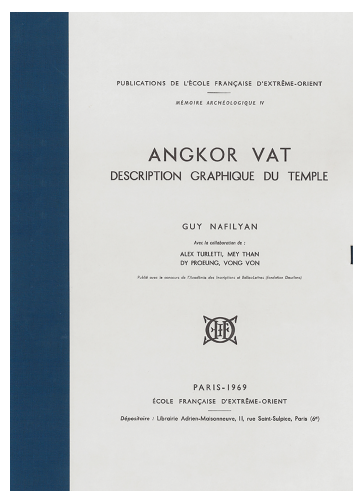 PUBLICATIONS DE L'ÉCOLE FRANÇAISE D'EXTRÊME-ORIENT
MÉMOIRE ARCHÉOLOGIQUE IV
ANGKOR VAT
DESCRIPTION GRAPHIQUE DU TEMPLE
GUY NAFILYAN
Avec la collaboration de :
ALEX TURLETTI, MEY THAN
DY PROEUNG, VONG VON
Publié avec le concours de l'Académie des Inscriptions et Belles-Lettres (fondation Dourlans)
PARIS-1969
ÉCOLE FRANÇAISE D'EXTRÊME-ORIENT
Dépositaire : Librairie Adrien-Maisonneuve, 11, rue Saint-Sulpice, Paris (6e)